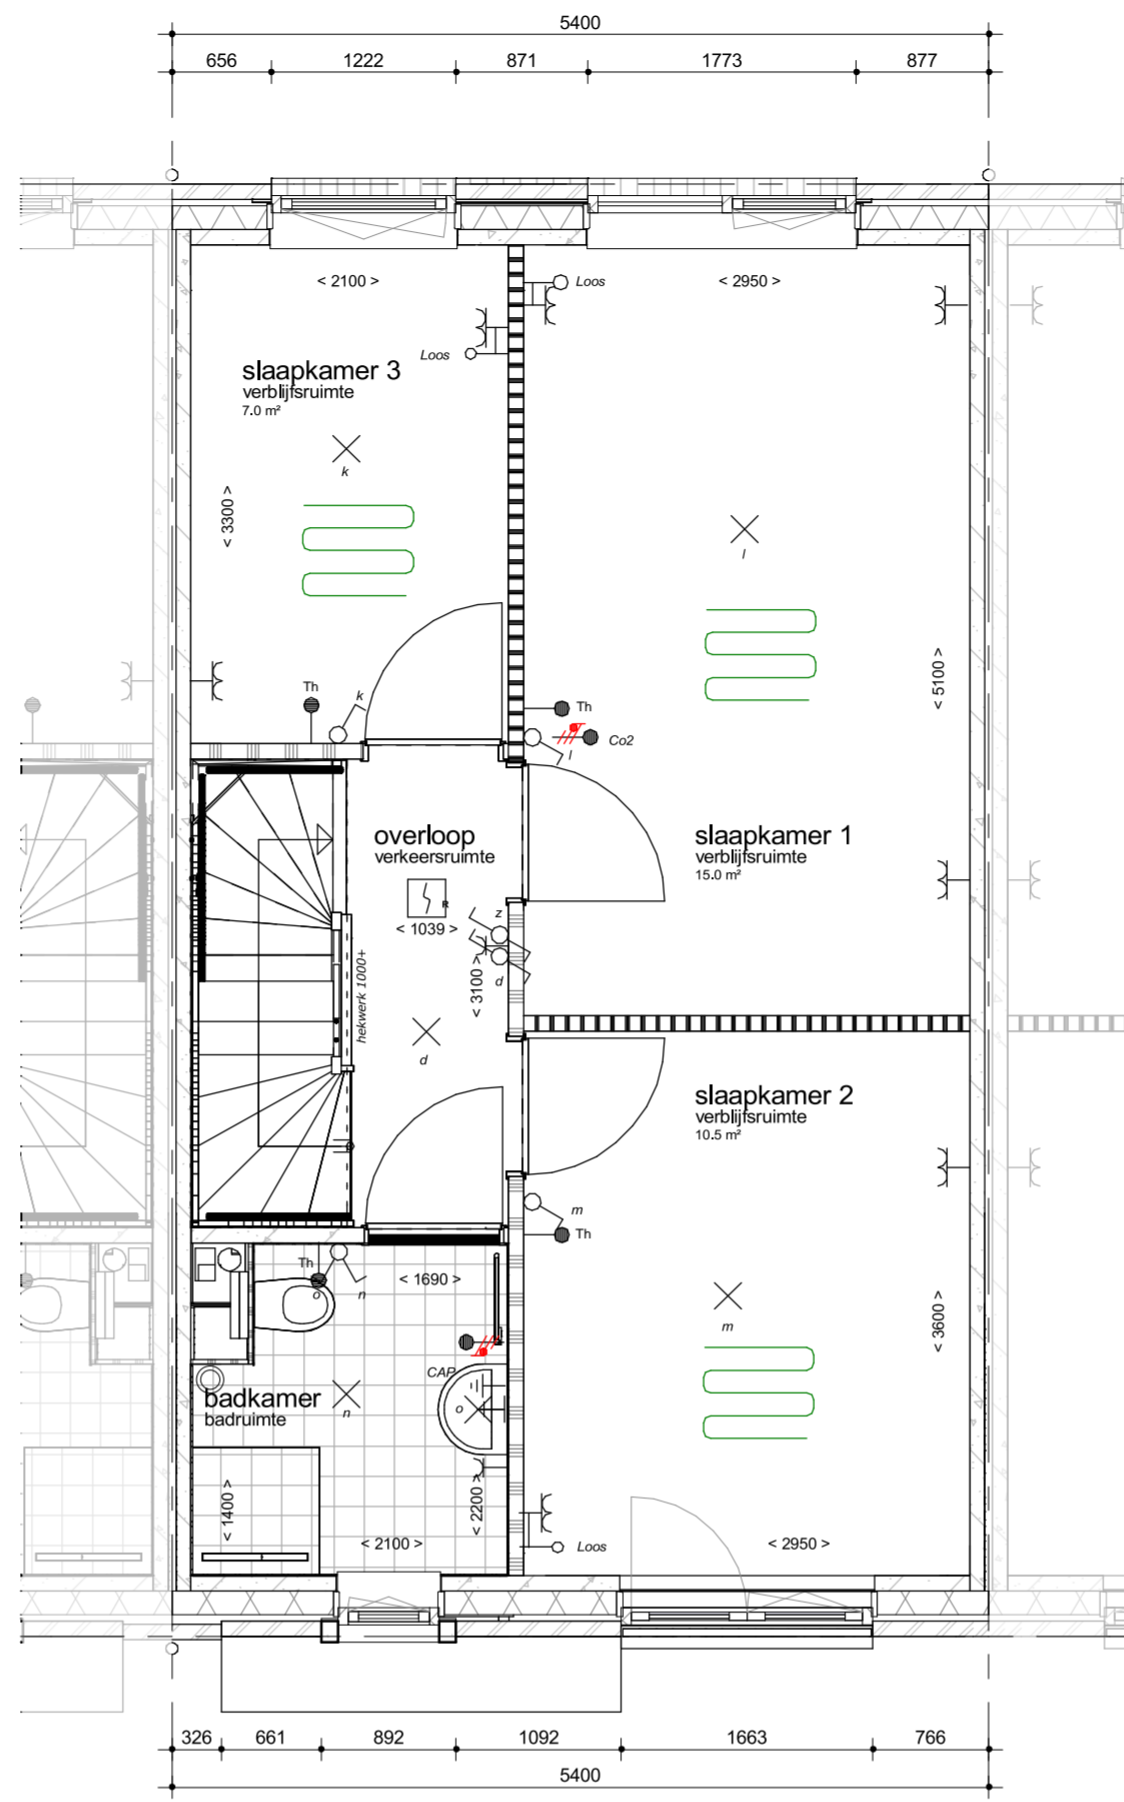 5400
656 1222 871 1773 877
< 2100 > Loos < 2950 >
Loos
slaapkamer 3
verblijfsruimte
7.0 m²
k
< 3300 >
l
< 5100 >
Th
k
Th
Co2
l
overloop
verkeersruimte
R
< 1039 >
slaapkamer 1
verblijfsruimte
15.0 m²
z
d
< 3100 >
hekwerk 1000+
d
slaapkamer 2
verblijfsruimte
10.5 m²
m
Th
Th
o
n
< 1690 >
m
< 3600 >
CAP
badkamer
badruimte
n
o
< 1400 >
< 2200 >
< 2100 >
Loos
< 2950 >
326 661 892 1092 1663 766
5400